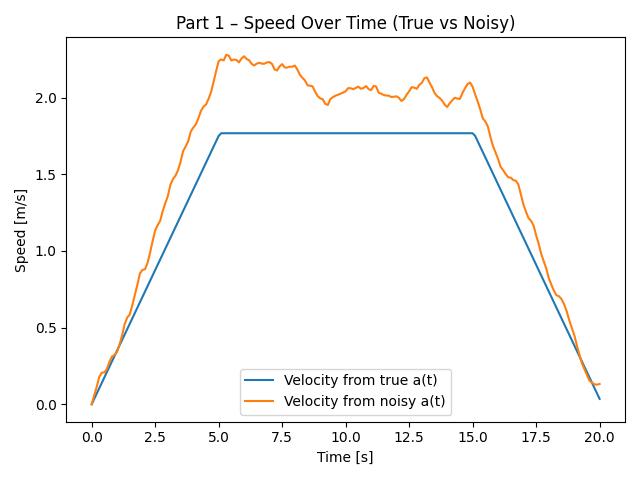 Part 1 – Speed Over Time (True vs Noisy)
Speed [m/s]
2.0
1.5
1.0
0.5
0.0
0.0 2.5 5.0 7.5 10.0 12.5 15.0 17.5 20.0
Time [s]
Velocity from true a(t)
Velocity from noisy a(t)